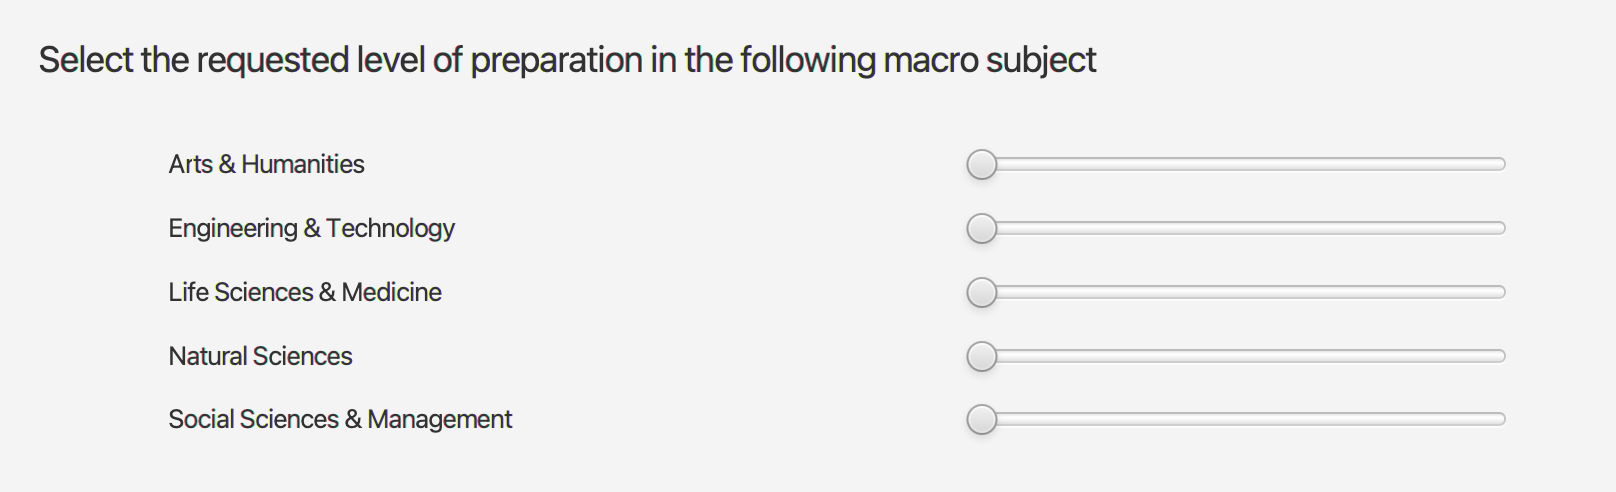 Select the requested level of preparation in the following macro subject
Arts & Humanities
Engineering & Technology
Life Sciences & Medicine
Natural Sciences
Social Sciences & Management